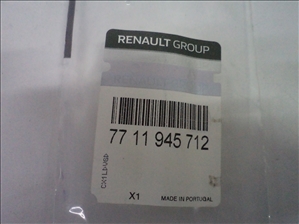 RENAULT GROUP
77 11 945 712
X1 MADE IN PORTUGAL